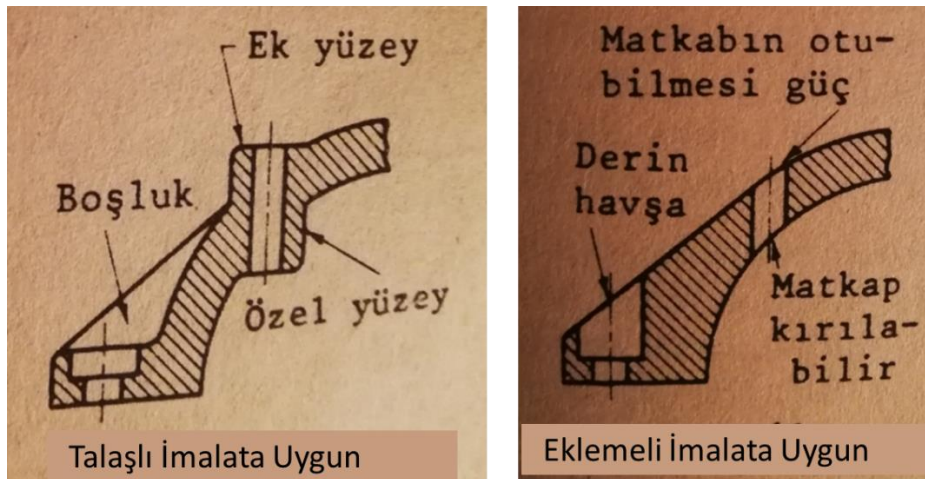 Ek yüzey
Boşluk
Özel yüzey
Talaşlı İmalata Uygun
Matkabın otu-
bilmesi güç
Derin
havşa
Matkap
kırıla-
bilir
Eklemeli İmalata Uygun